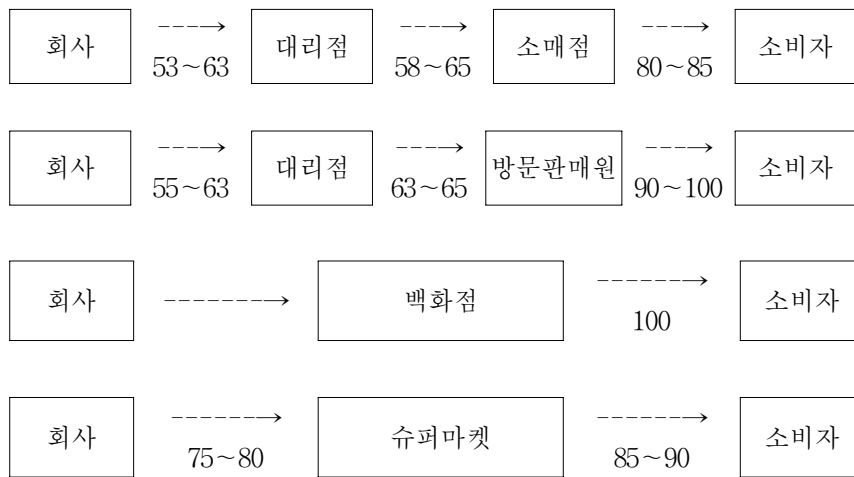 회사 ----→ 대리점 ----→ 소매점 ----→ 소비자
53~63 58~65 80~85
회사 ----→ 대리점 ----→ 방문판매원 ----→ 소비자
55~63 63~65 90~100
회사 -------→ 백화점 ------→ 소비자
100
회사 ------→ 슈퍼마켓 ------→ 소비자
75~80 85~90